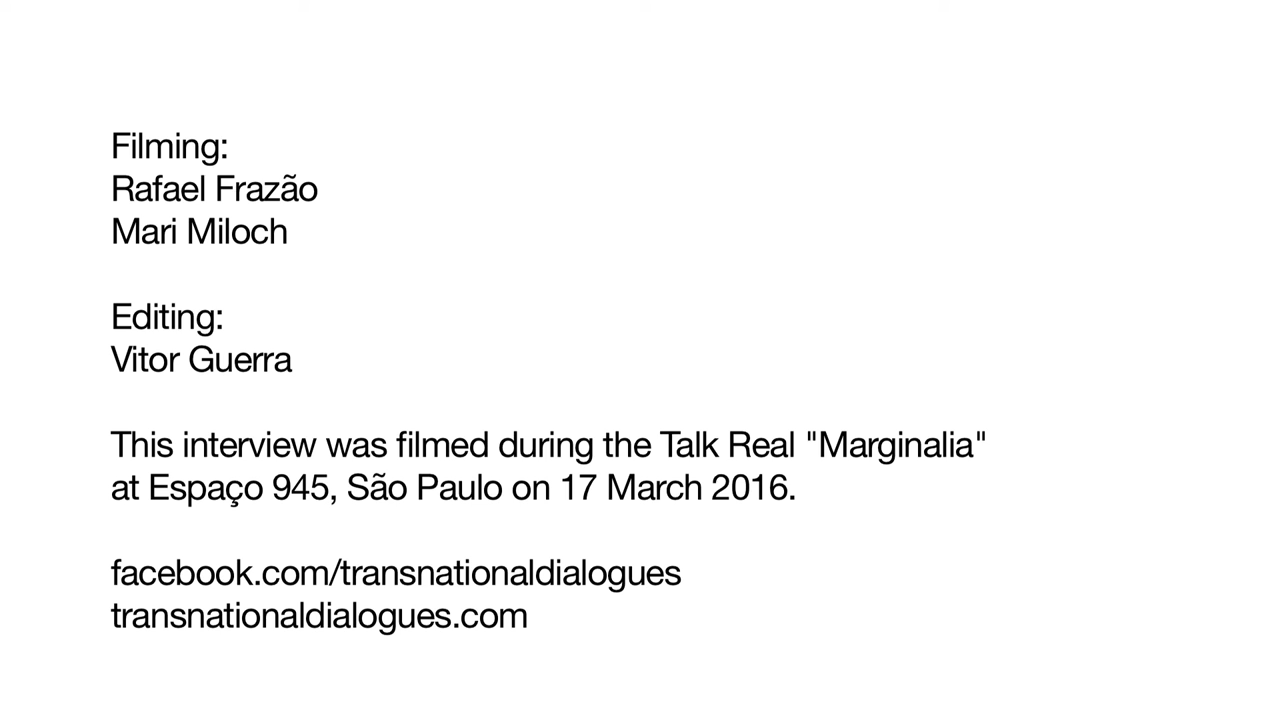 Filming:
Rafael Frazão
Mari Miloch
Editing:
Vitor Guerra
This interview was filmed during the Talk Real "Marginalia"
at Espaço 945, São Paulo on 17 March 2016.
facebook.com/transnationaldialogues
transnationaldialogues.com